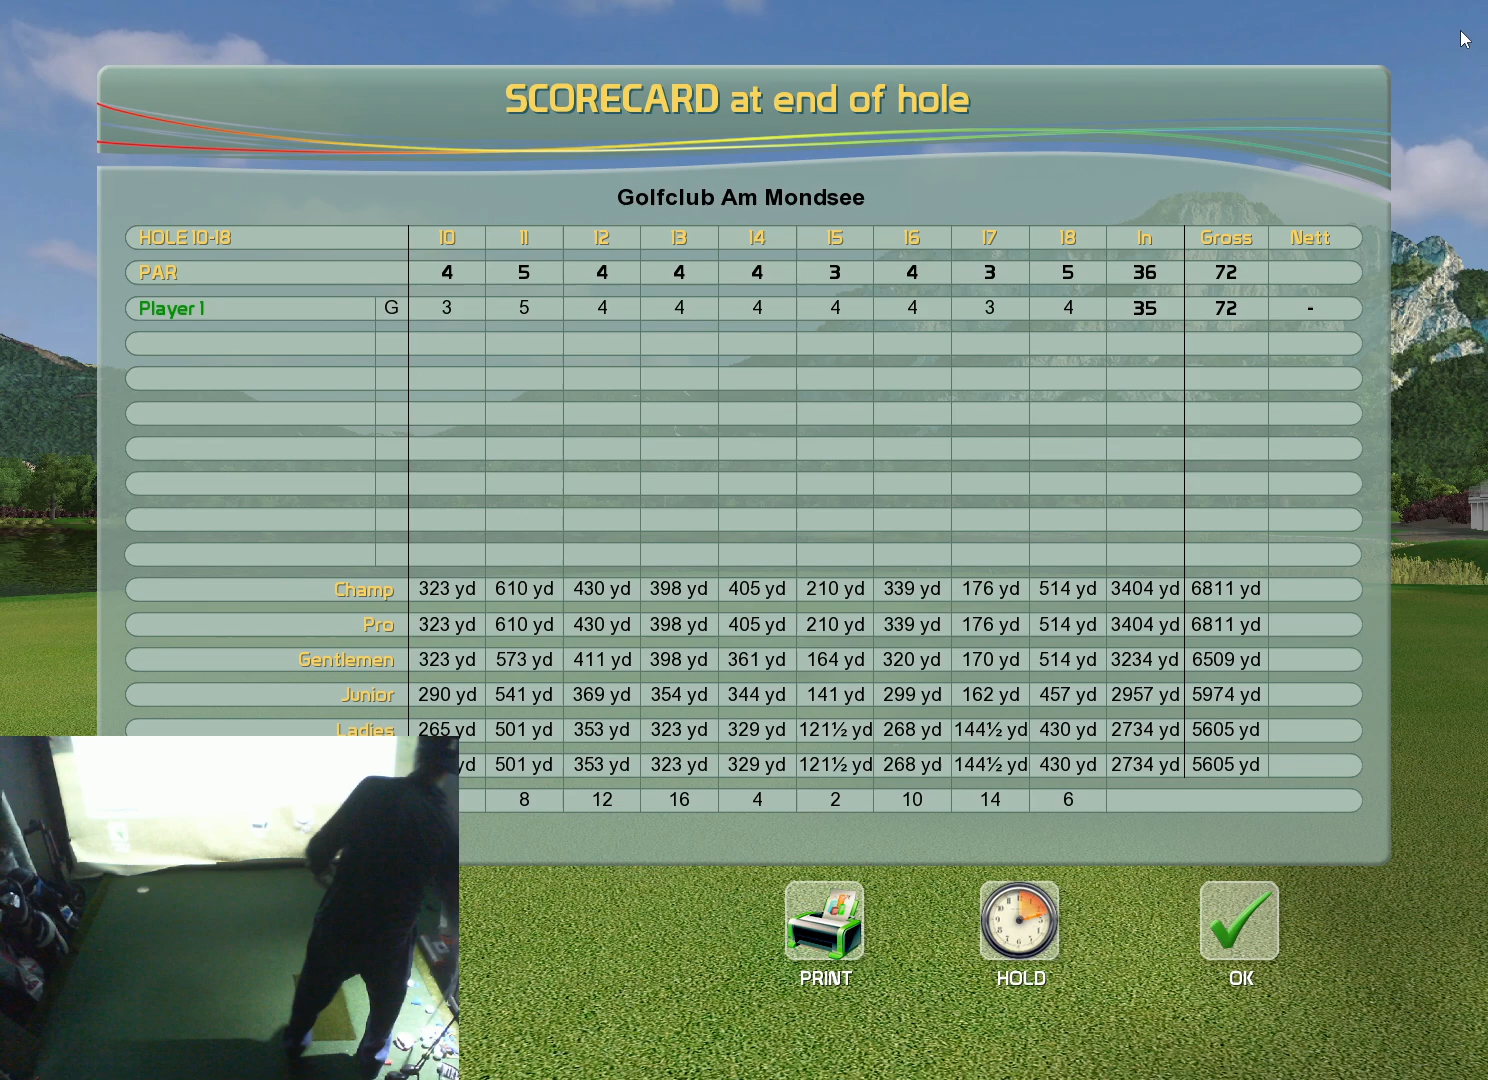 SCORECARD at end of hole
Golfclub Am Mondsee
HOLE 10-18 10 11 12 13 14 15 16 17 18 In Gross Nett
PAR 4 5 4 4 4 3 4 3 5 36 72
Player 1 G 3 5 4 4 4 4 4 3 4 35 72 -
Champ 323 yd 610 yd 430 yd 398 yd 405 yd 210 yd 339 yd 176 yd 514 yd 3404 yd 6811 yd
Pro 323 yd 610 yd 430 yd 398 yd 405 yd 210 yd 339 yd 176 yd 514 yd 3404 yd 6811 yd
Gentlemen 323 yd 573 yd 411 yd 398 yd 361 yd 164 yd 320 yd 170 yd 514 yd 3234 yd 6509 yd
Junior 290 yd 541 yd 369 yd 354 yd 344 yd 141 yd 299 yd 162 yd 457 yd 2957 yd 5974 yd
Ladies 265 yd 501 yd 353 yd 323 yd 329 yd 121½ yd 268 yd 144½ yd 430 yd 2734 yd 5605 yd
yd 501 yd 353 yd 323 yd 329 yd 121½ yd 268 yd 144½ yd 430 yd 2734 yd 5605 yd
8 12 16 4 2 10 14 6
PRINT HOLD OK